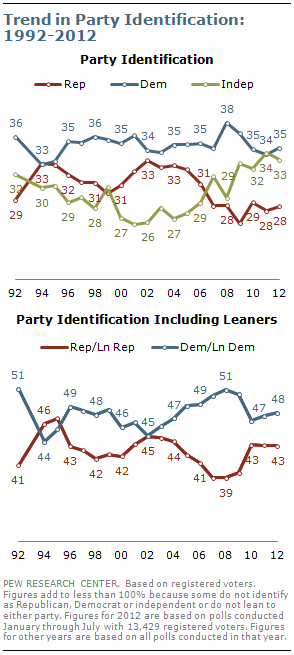 Trend in Party Identification:
1992-2012
Party Identification
Rep Dem Indep
36 33 35 36 35 34 35 38 35 34 35
32 33 32 31 31 33 33 31 29 32 33
29 30 29 28 27 26 27 29 28 28 29 28 28
92 94 96 98 00 02 04 06 08 10 12
Party Identification Including Leaners
Rep/Ln Rep Dem/Ln Dem
51 46 49 48 46 45 47 49 51 47 48
41 44 43 42 42 45 44 41 39 43 43
92 94 96 98 00 02 04 06 08 10 12
PEW RESEARCH CENTER. Based on registered voters.
Figures add to less than 100% because some do not identify
as Republican, Democrat or independent or do not lean to
either party. Figures for 2012 are based on polls conducted
January through July with 13,429 registered voters. Figures
for other years are based on all polls conducted in that year.